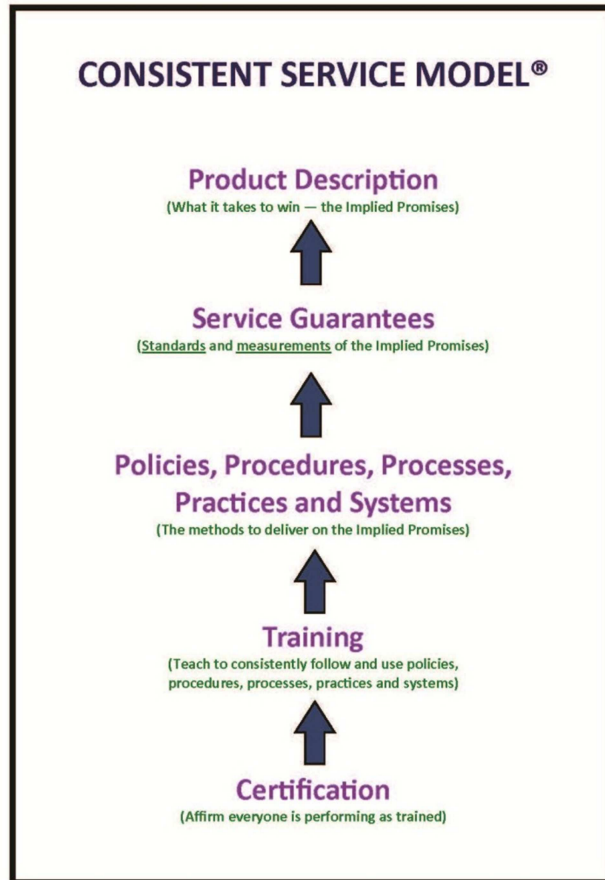 CONSISTENT SERVICE MODEL®
Product Description
(What it takes to win — the Implied Promises)
Service Guarantees
(Standards and measurements of the Implied Promises)
Policies, Procedures, Processes,
Practices and Systems
(The methods to deliver on the Implied Promises)
Training
(Teach to consistently follow and use policies,
procedures, processes, practices and systems)
Certification
(Affirm everyone is performing as trained)